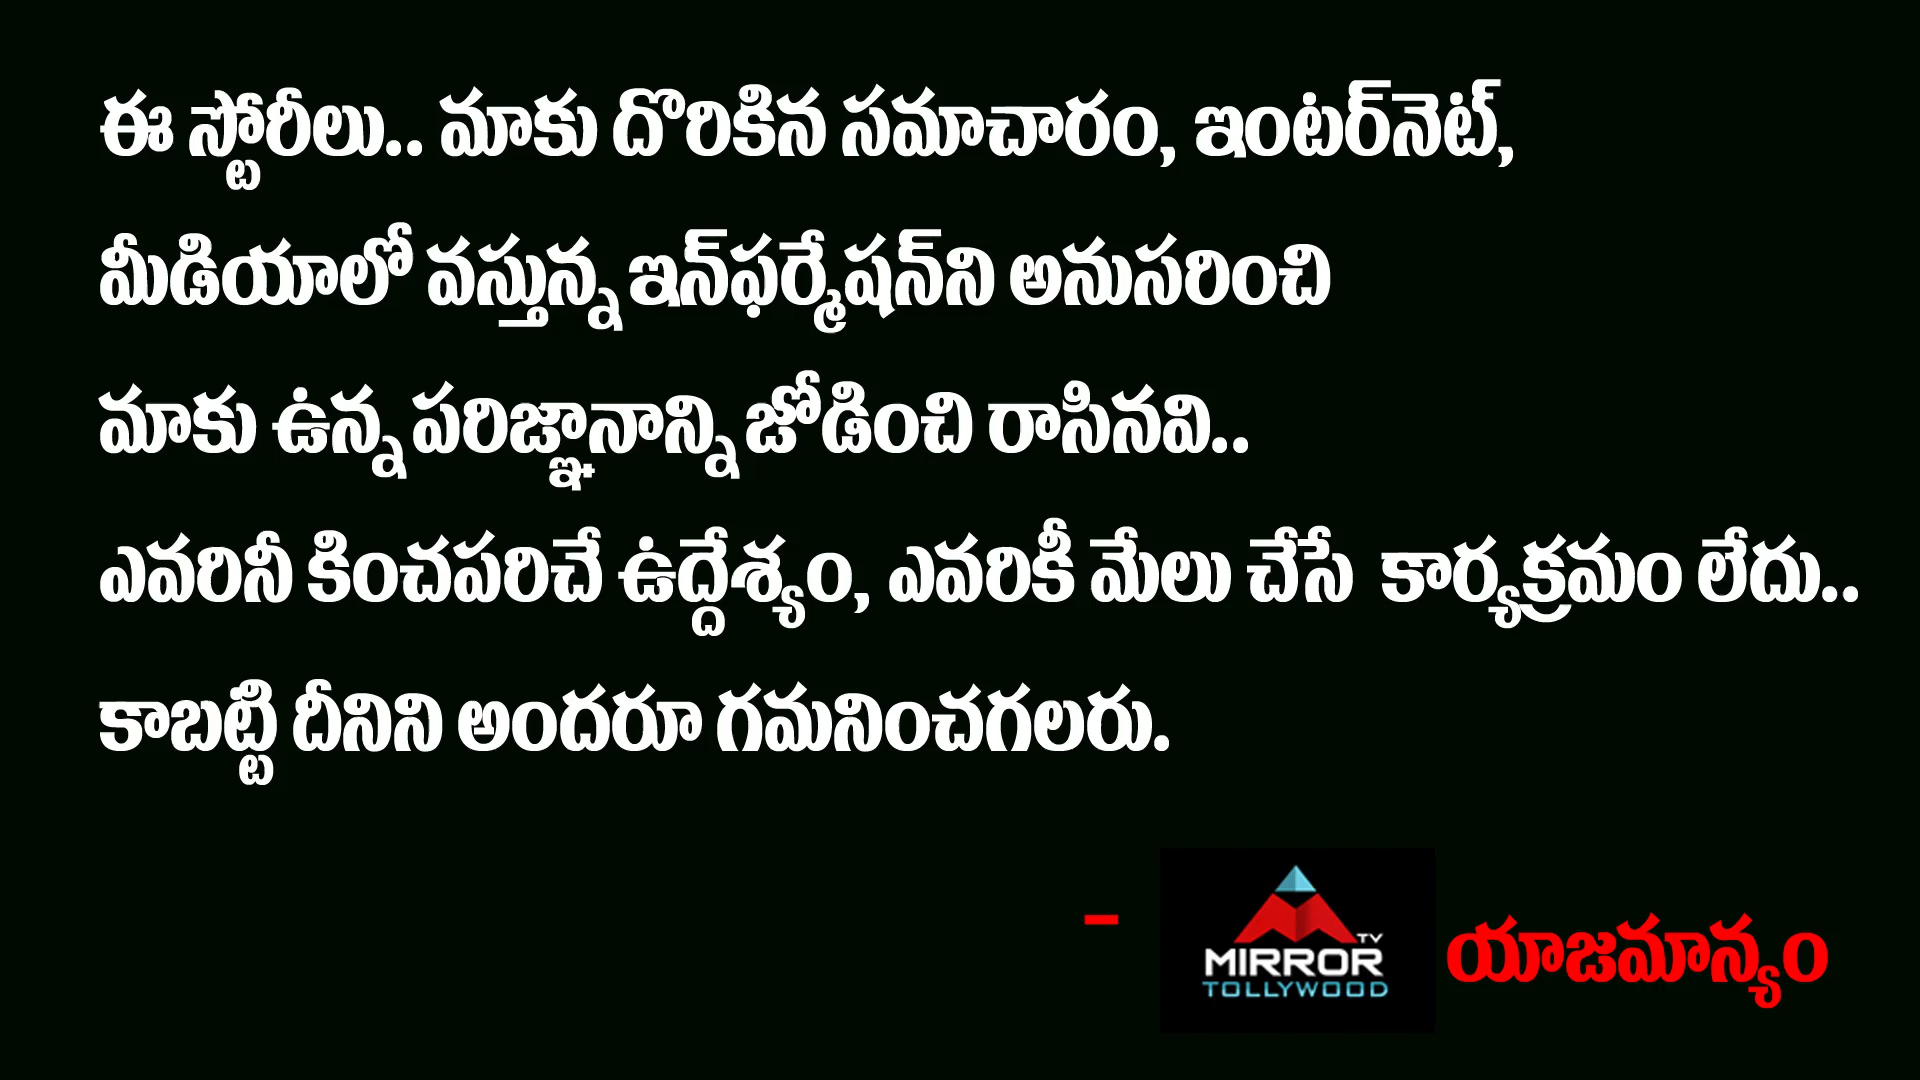 ఈ స్టోరీలు.. మాకు దొరికిన సమాచారం, ఇంటర్‌నెట్,
మీడియాలో వస్తున్న ఇన్‌ఫర్మేషన్‌ని అనుసరించి
మాకు ఉన్న పరిజ్ఞానాన్ని జోడించి రాసినవి..
ఎవరినీ కించపరిచే ఉద్దేశ్యం, ఎవరికీ మేలు చేసే కార్యక్రమం లేదు..
కాబట్టి దీనిని అందరూ గమనించగలరు.
- MIRROR TV TOLLYWOOD యాజమాన్యం